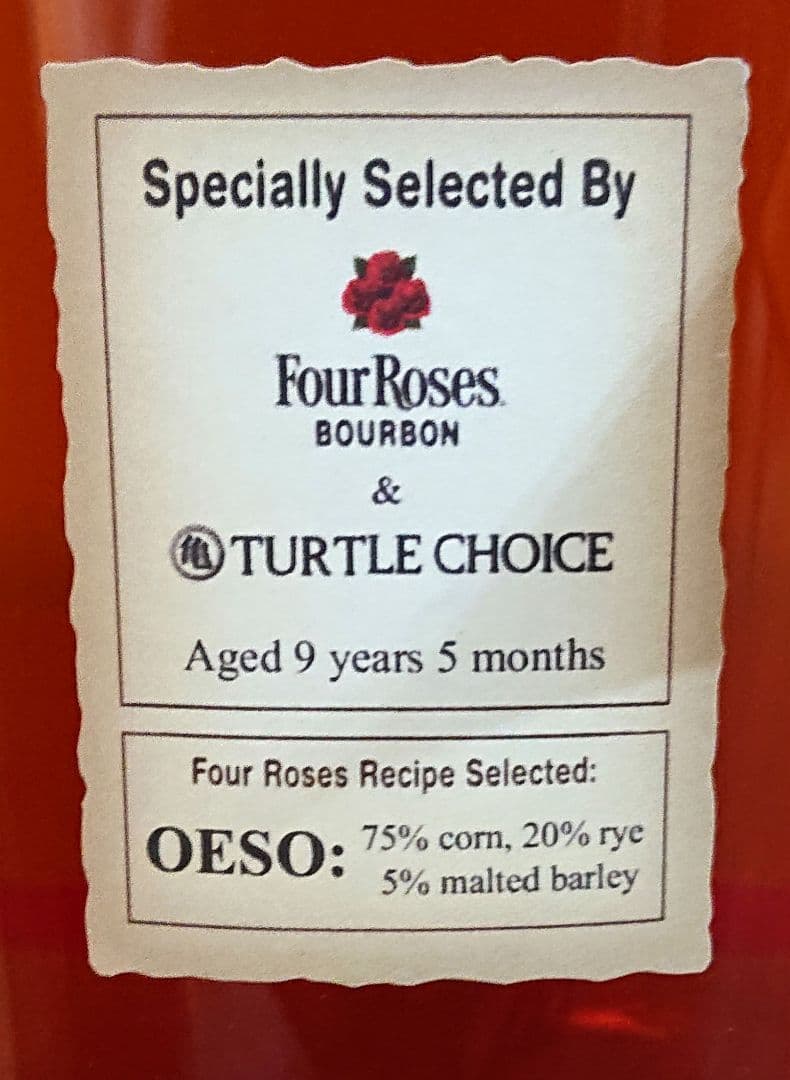 Specially Selected By
Four Roses
BOURBON
&
TURTLE CHOICE
Aged 9 years 5 months
Four Roses Recipe Selected:
OESO: 75% corn, 20% rye
5% malted barley